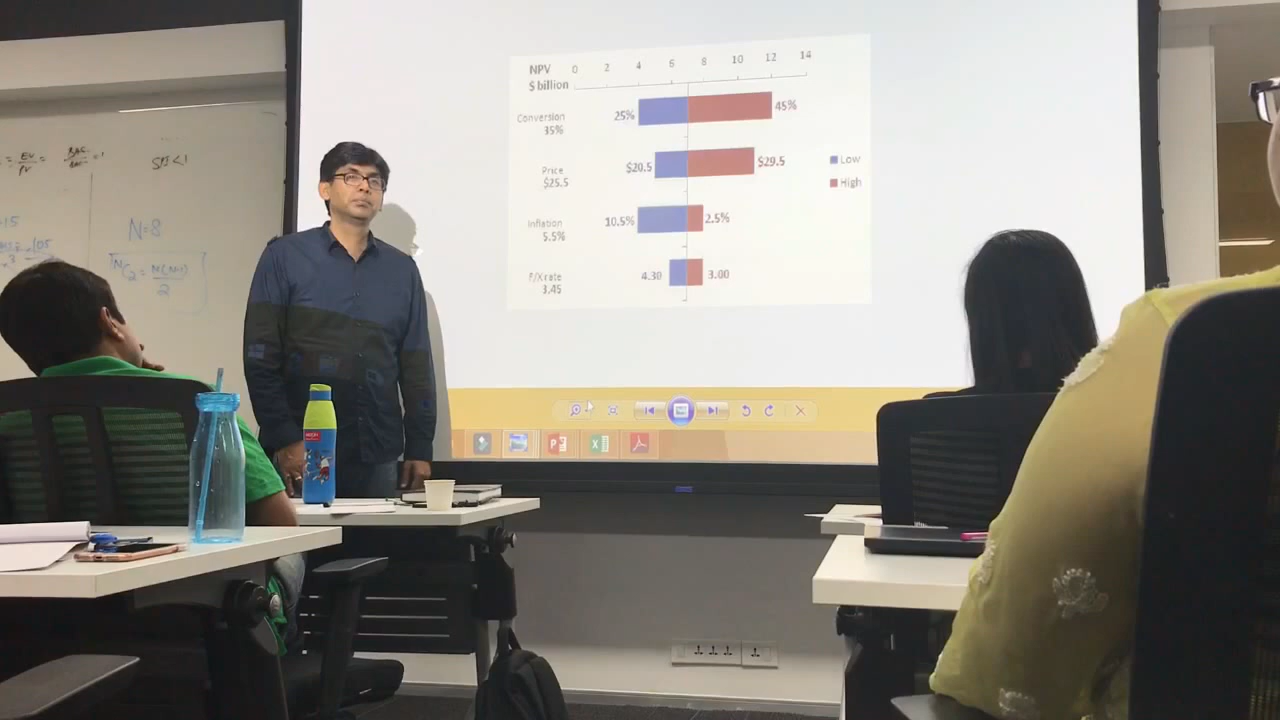 NPV
$ billion
0 2 4 6 8 10 12 14
Conversion
35%
25%
45%
Price
$25.5
$20.5
$29.5
Low
High
Inflation
5.5%
10.5%
2.5%
F/X rate
3.45
4.30
3.00
SPI < 1
N=8